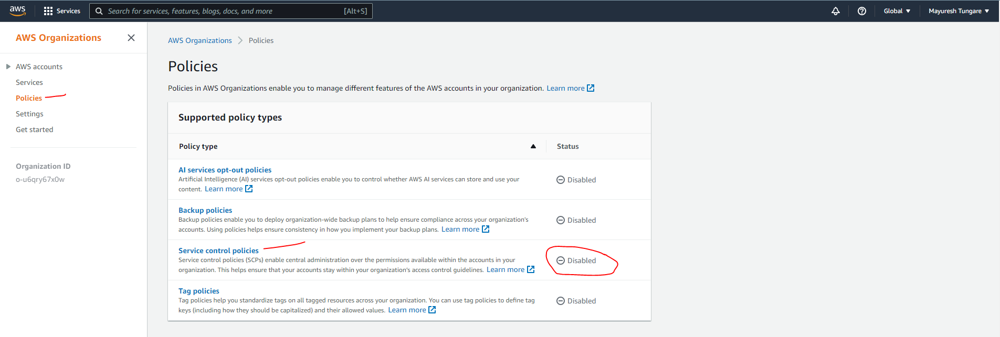 aws Services Search for services, features, blogs, docs, and more [Alt+S] Global Mayuresh Tungare
AWS Organizations
AWS accounts
Services
Policies
Settings
Get started
Organization ID
o-u6qry67x0w
AWS Organizations Policies
Policies
Policies in AWS Organizations enable you to manage different features of the AWS accounts in your organization. Learn more
Supported policy types
Policy type Status
AI services opt-out policies
Artificial Intelligence (AI) services opt-out policies enable you to control whether AWS AI services can store and use your
content. Learn more
Disabled
Backup policies
Backup policies enable you to deploy organization-wide backup plans to help ensure compliance across your organization's
accounts. Using policies helps ensure consistency in how you implement your backup plans. Learn more
Disabled
Service control policies
Service control policies (SCPs) enable central administration over the permissions available within the accounts in your
organization. This helps ensure that your accounts stay within your organization's access control guidelines. Learn more
Disabled
Tag policies
Tag policies help you standardize tags on all tagged resources across your organization. You can use tag policies to define tag
keys (including how they should be capitalized) and their allowed values. Learn more
Disabled